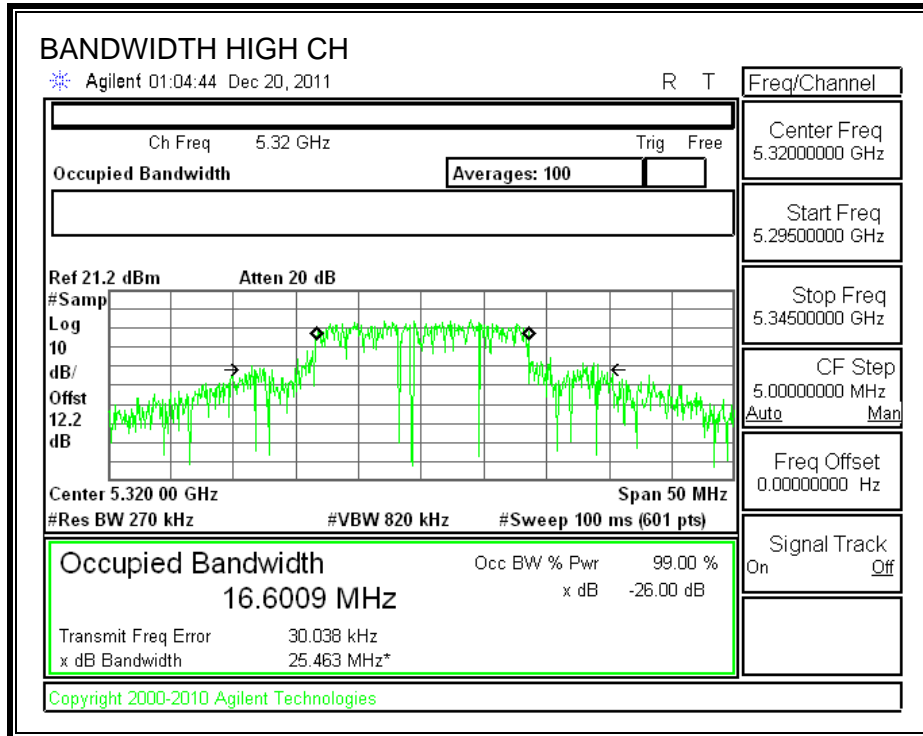 BANDWIDTH HIGH CH
Agilent 01:04:44 Dec 20, 2011 R T
Freq/Channel
Ch Freq 5.32 GHz Trig Free
Occupied Bandwidth Averages: 100
Center Freq
5.32000000 GHz
Start Freq
5.29500000 GHz
Stop Freq
5.34500000 GHz
CF Step
5.00000000 MHz
Auto Man
Freq Offset
0.00000000 Hz
Signal Track
On Off
Ref 21.2 dBm Atten 20 dB
#Samp
Log
10
dB/
Offst
12.2
dB
Center 5.320 00 GHz Span 50 MHz
#Res BW 270 kHz #VBW 820 kHz #Sweep 100 ms (601 pts)
Occupied Bandwidth Occ BW % Pwr 99.00 %
16.6009 MHz x dB -26.00 dB
Transmit Freq Error 30.038 kHz
x dB Bandwidth 25.463 MHz*
Copyright 2000-2010 Agilent Technologies